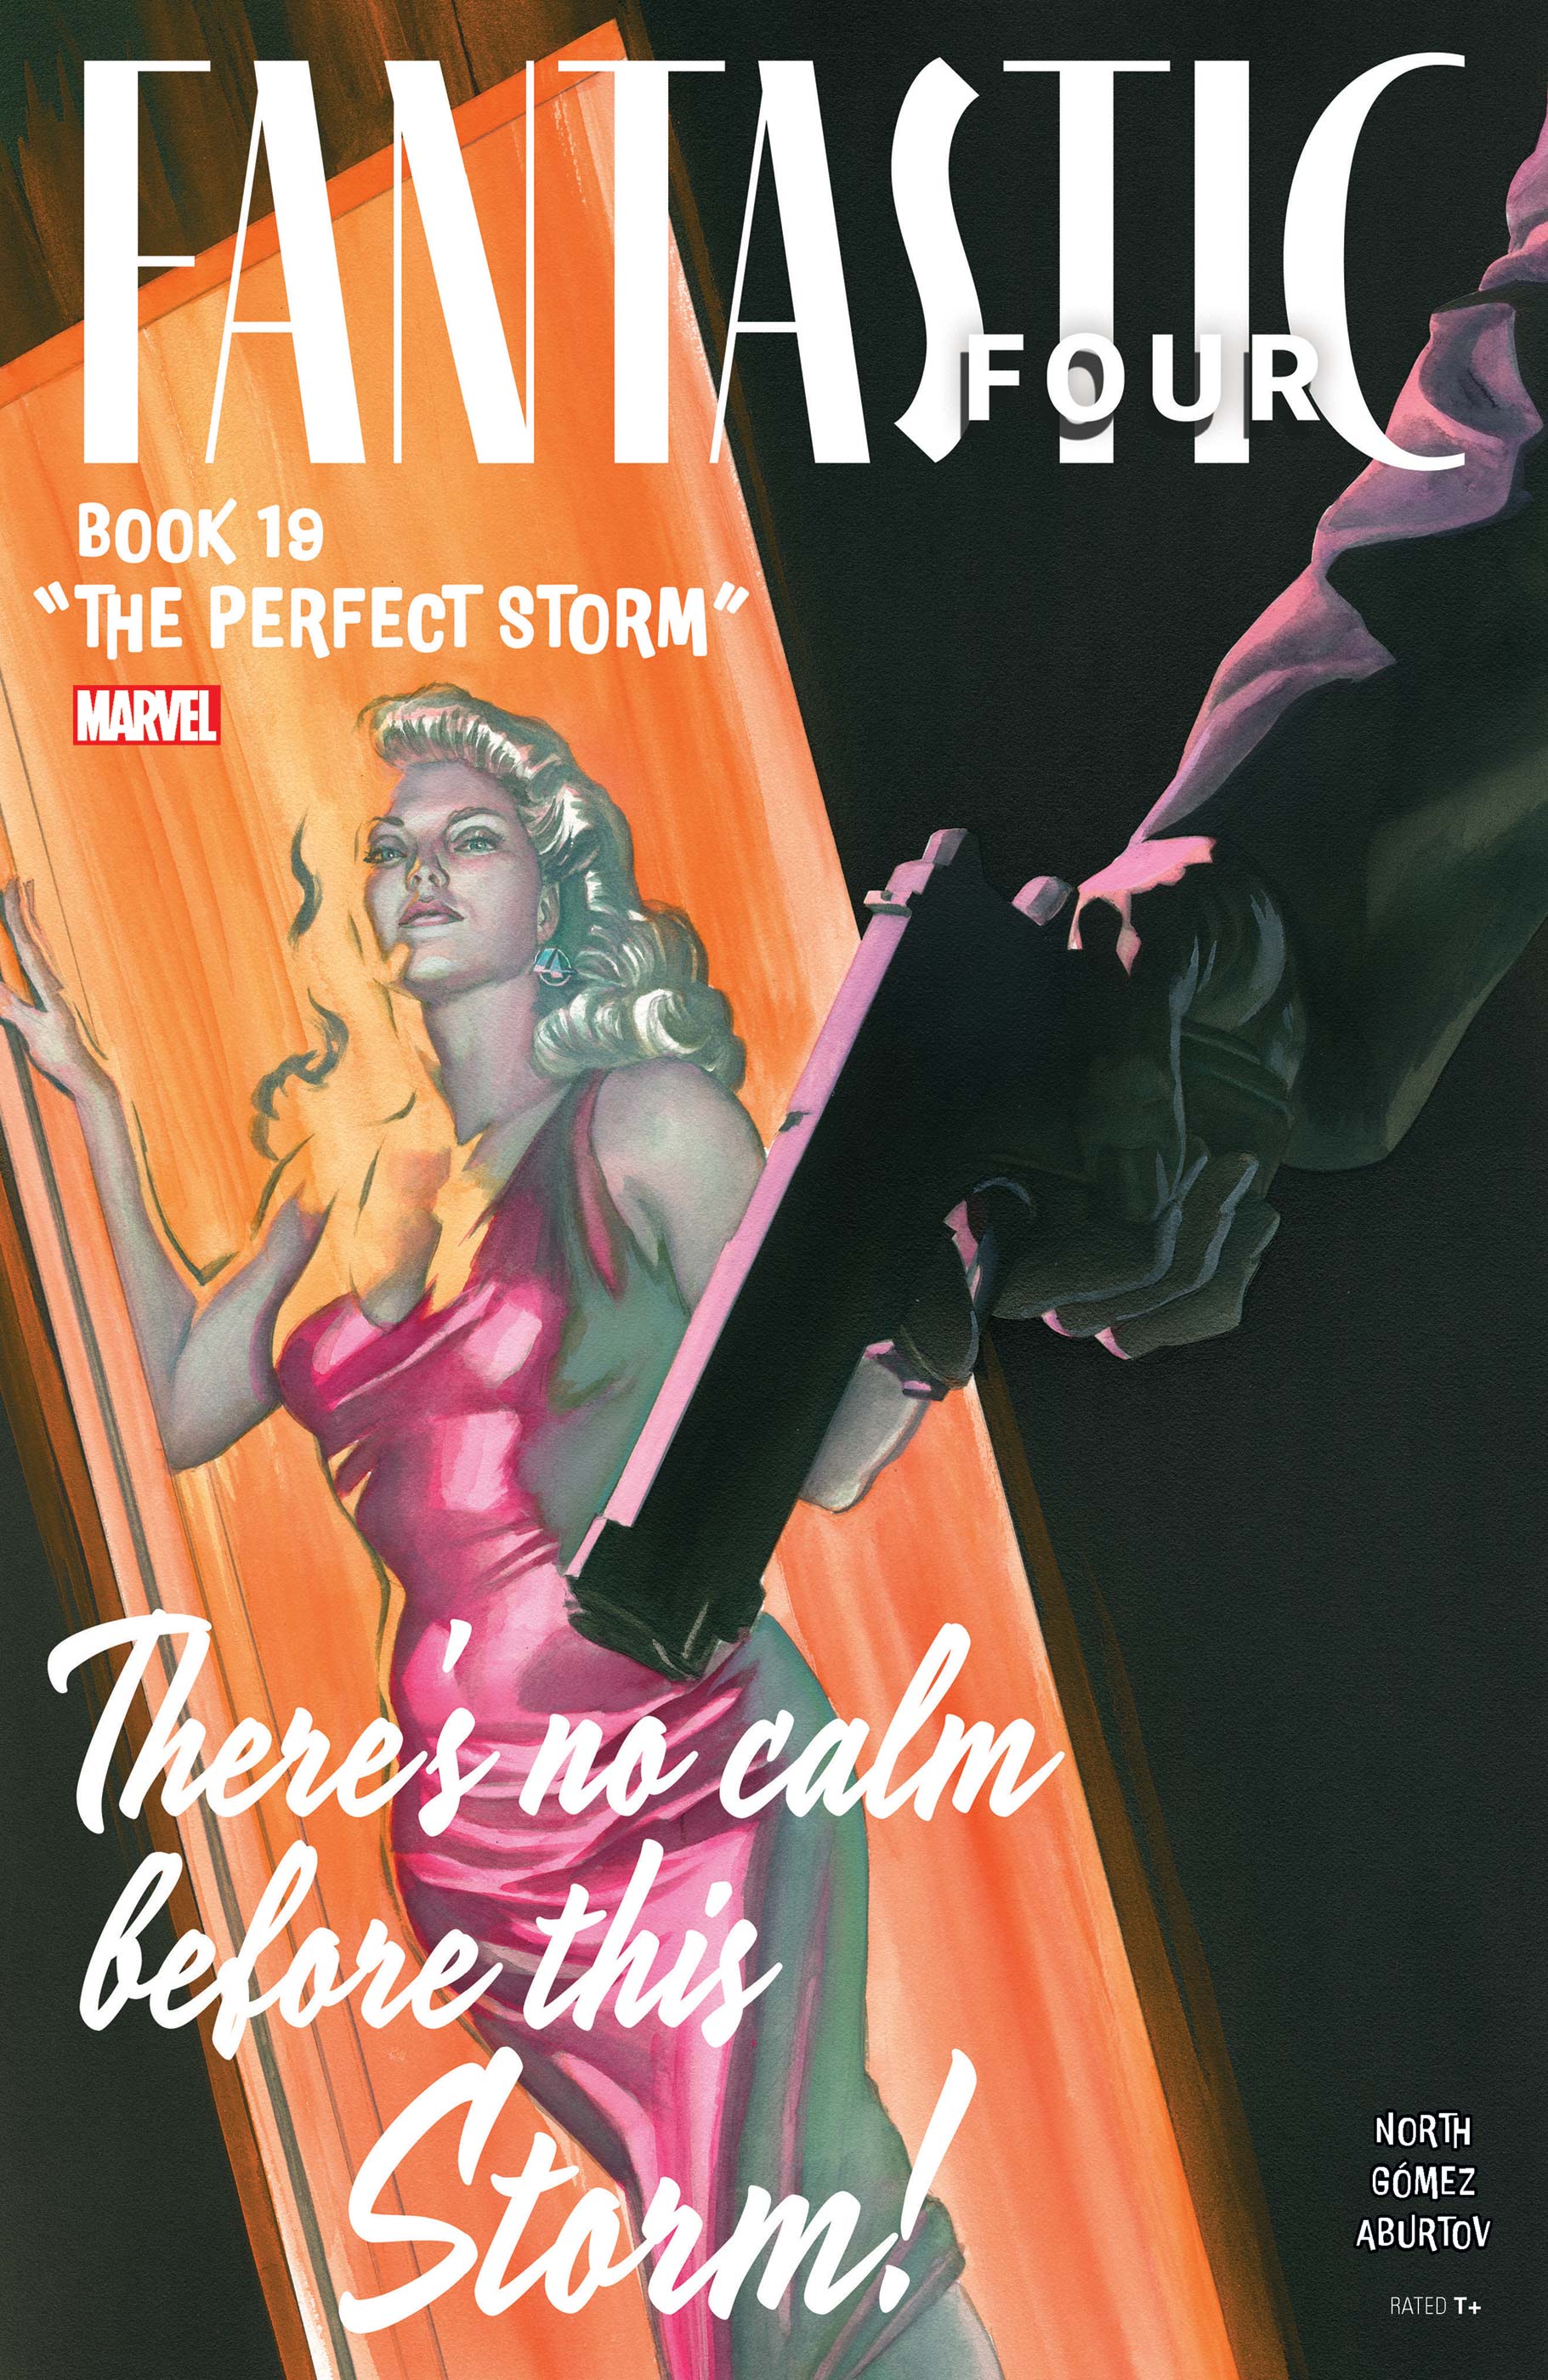 FANTASTIC
FOUR
BOOK 19
"THE PERFECT STORM"
MARVEL
There's no calm
before this
Storm!
NORTH
GÓMEZ
ABURTOV
RATED T+